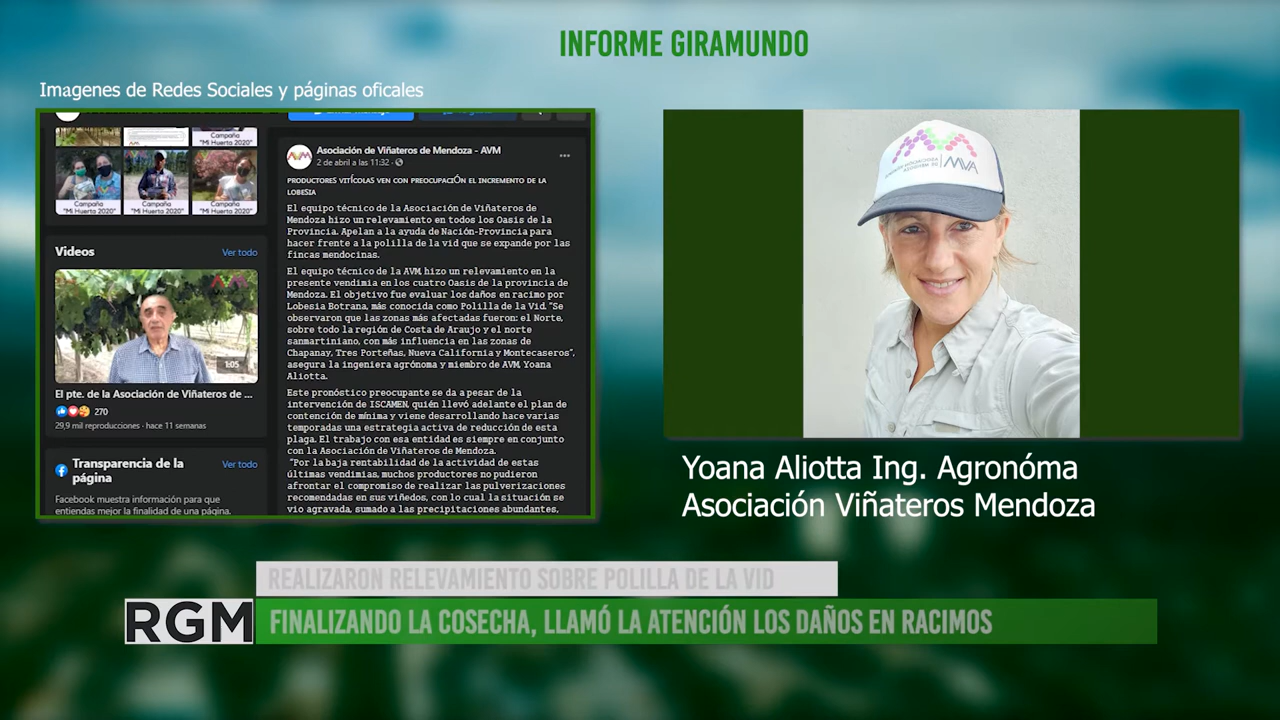 INFORME GIRAMUNDO
Imagenes de Redes Sociales y páginas oficales
Campaña
"Mi Huerta 2020"
Campaña
"Mi Huerta 2020"
Campaña
"Mi Huerta 2020"
Campaña
"Mi Huerta 2020"
Campaña
"Mi Huerta 2020"
Videos
Ver todo
1:05
El pte. de la Asociación de Viñateros de ...
270
29,9 mil reproducciones · hace 11 semanas
Transparencia de la
página
Ver todo
Facebook muestra información para que
entiendas mejor la finalidad de una página.
Asociación de Viñateros de Mendoza - AVM
2 de abril a las 11:32 ·
PRODUCTORES VITÍCOLAS VEN CON PREOCUPACIÓN EL INCREMENTO DE LA
LOBESIA
El equipo técnico de la Asociación de Viñateros de
Mendoza hizo un relevamiento en todos los Oasis de la
Provincia. Apelan a la ayuda de Nación-Provincia para
hacer frente a la polilla de la vid que se expande por las
fincas mendocinas.
El equipo técnico de la AVM, hizo un relevamiento en la
presente vendimia en los cuatro Oasis de la provincia de
Mendoza. El objetivo fue evaluar los daños en racimo por
Lobesia Botrana, más conocida como Polilla de la Vid. "Se
observaron que las zonas más afectadas fueron: el Norte,
sobre todo la región de Costa de Araujo y el norte
sanmartiniano, con más influencia en las zonas de
Chapanay, Tres Porteñas, Nueva California y Montecaseros",
asegura la ingeniera agrónoma y miembro de AVM, Yoana
Aliotta.
Este pronóstico preocupante se da a pesar de la
intervención de ISCAMEN, quién llevó adelante el plan de
contención de mínima y viene desarrollando hace varias
temporadas una estrategia activa de reducción de esta
plaga. El trabajo con esa entidad es siempre en conjunto
con la Asociación de Viñateros de Mendoza.
"Por la baja rentabilidad de la actividad de estas
últimas vendimias, muchos productores no pudieron
afrontar el compromiso de realizar las pulverizaciones
recomendadas en sus viñedos, con lo cual la situación se
vio agravada, sumado a las precipitaciones abundantes,
Yoana Aliotta Ing. Agronóma
Asociación Viñateros Mendoza
REALIZARON RELEVAMIENTO SOBRE POLILLA DE LA VID
RGM
FINALIZANDO LA COSECHA, LLAMÓ LA ATENCIÓN LOS DAÑOS EN RACIMOS